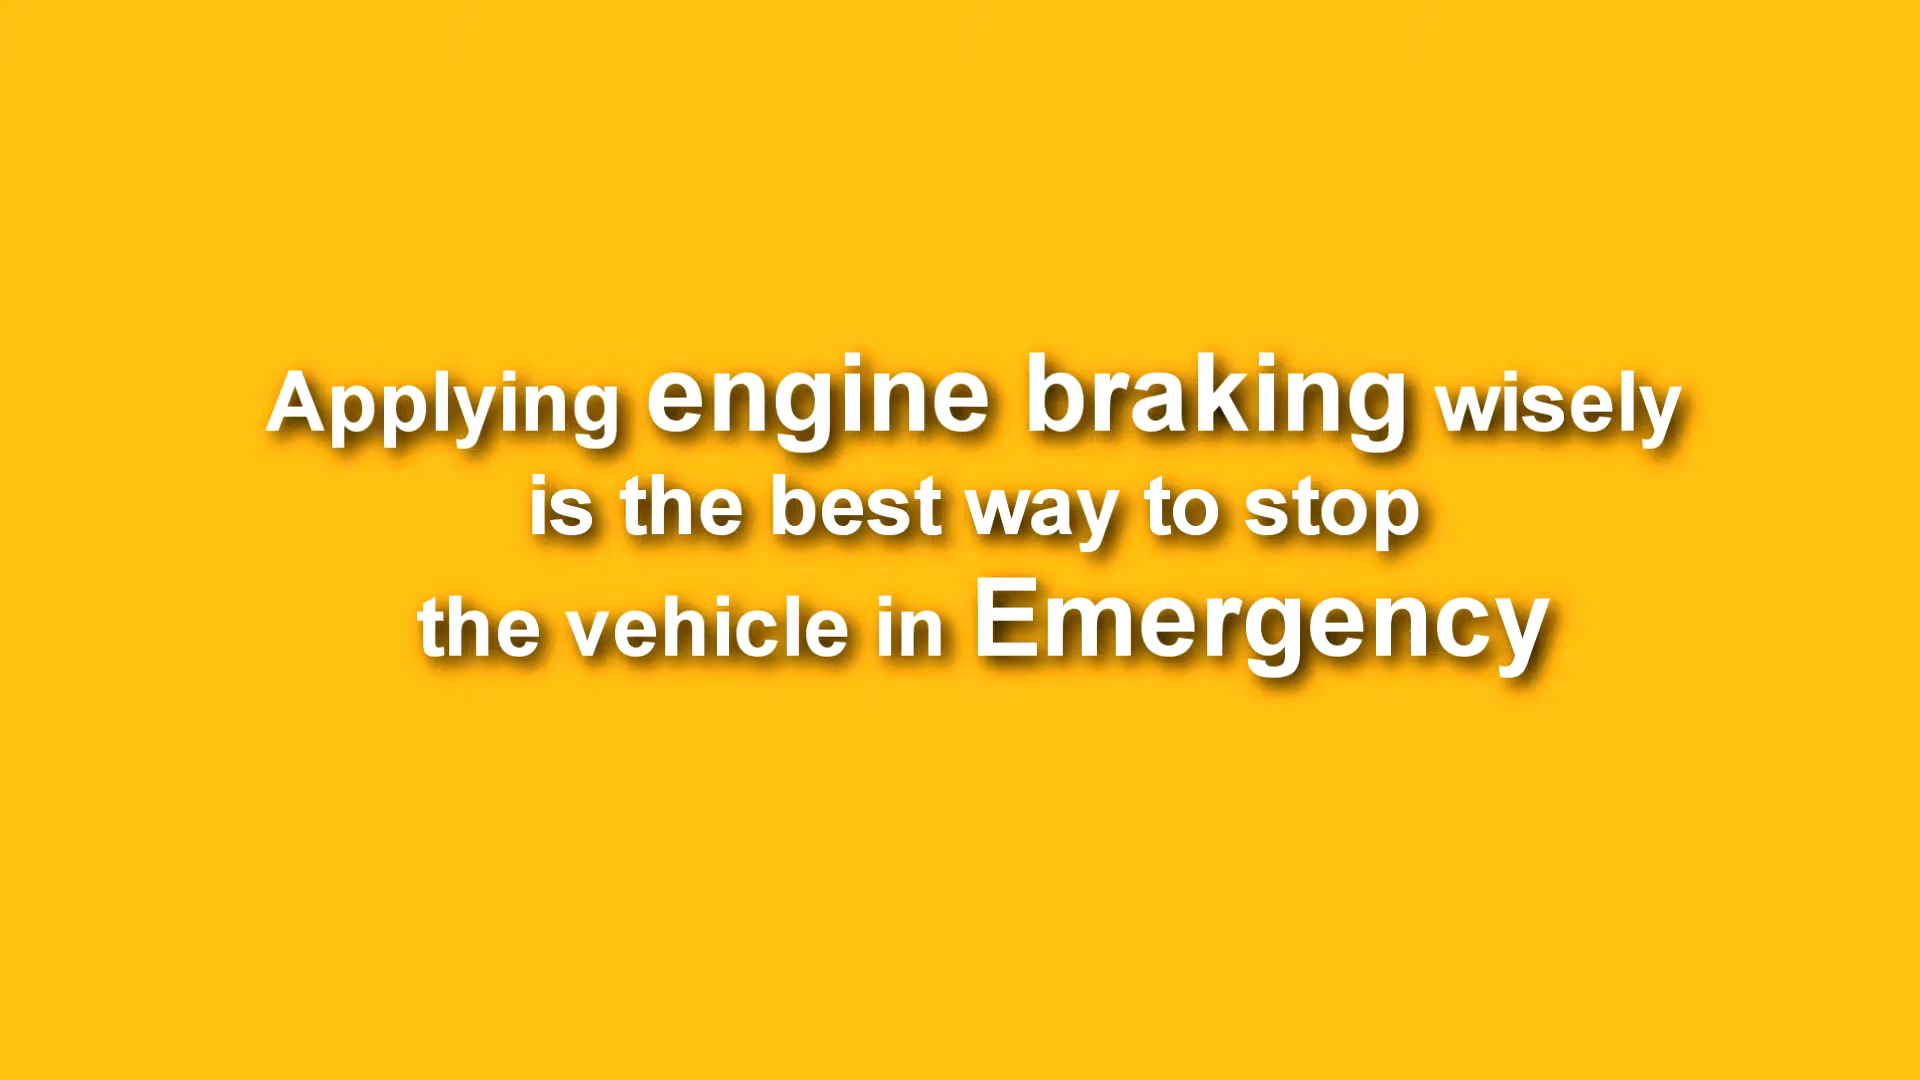 Applying engine braking wisely
is the best way to stop
the vehicle in Emergency